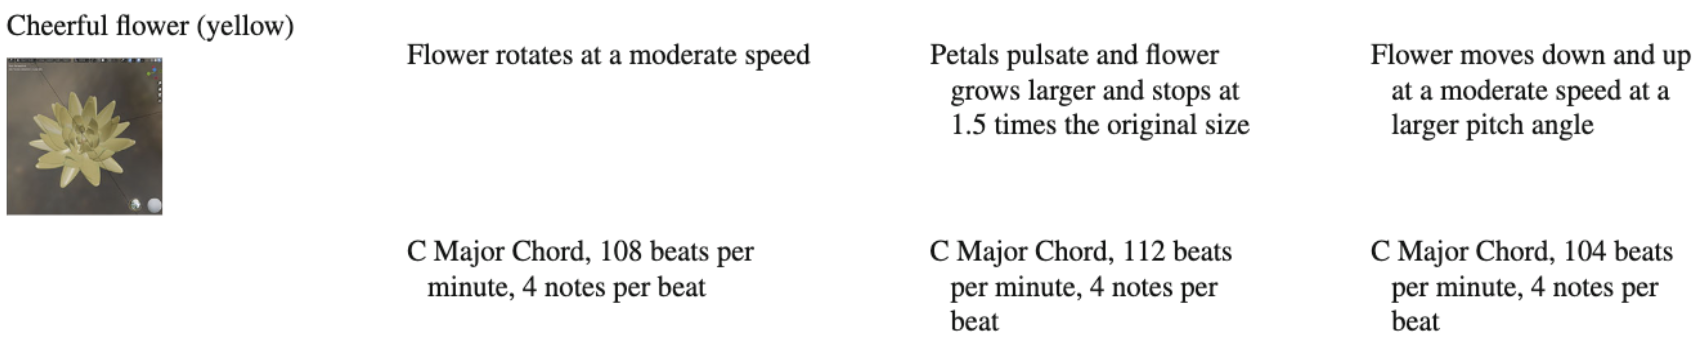 Cheerful flower (yellow)
Flower rotates at a moderate speed
Petals pulsate and flower
grows larger and stops at
1.5 times the original size
Flower moves down and up
at a moderate speed at a
larger pitch angle
C Major Chord, 108 beats per
minute, 4 notes per beat
C Major Chord, 112 beats
per minute, 4 notes per
beat
C Major Chord, 104 beats
per minute, 4 notes per
beat